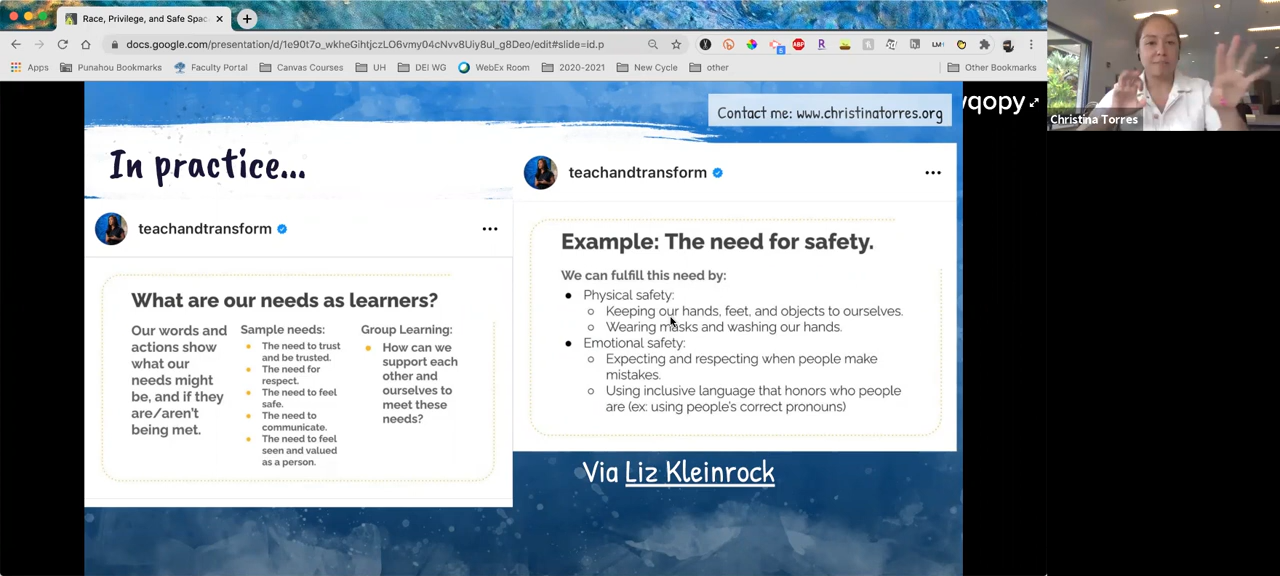 Race, Privilege, and Safe Spac
docs.google.com/presentation/d/1e90t7o_wkheGihtjczLO6vmy04cNvv8Uiy8ul_g8Deo/edit#slide=id.p
Apps
Punahou Bookmarks
Faculty Portal
Canvas Courses
UH
DEI WG
WebEx Room
2020-2021
New Cycle
other
Other Bookmarks
Christina Torres
Contact me: www.christinatorres.org
qopy
In practice...
teachandtransform
What are our needs as learners?
Our words and
actions show
what our
needs might
be, and if they
are/aren't
being met.
Sample needs:
The need to trust
and be trusted.
The need for
respect.
The need to feel
safe.
The need to
communicate.
The need to feel
seen and valued
as a person.
Group Learning:
How can we
support each
other and
ourselves to
meet these
needs?
teachandtransform
Example: The need for safety.
We can fulfill this need by:
Physical safety:
Keeping our hands, feet, and objects to ourselves.
Wearing masks and washing our hands.
Emotional safety:
Expecting and respecting when people make
mistakes.
Using inclusive language that honors who people
are (ex: using people's correct pronouns)
Via Liz Kleinrock